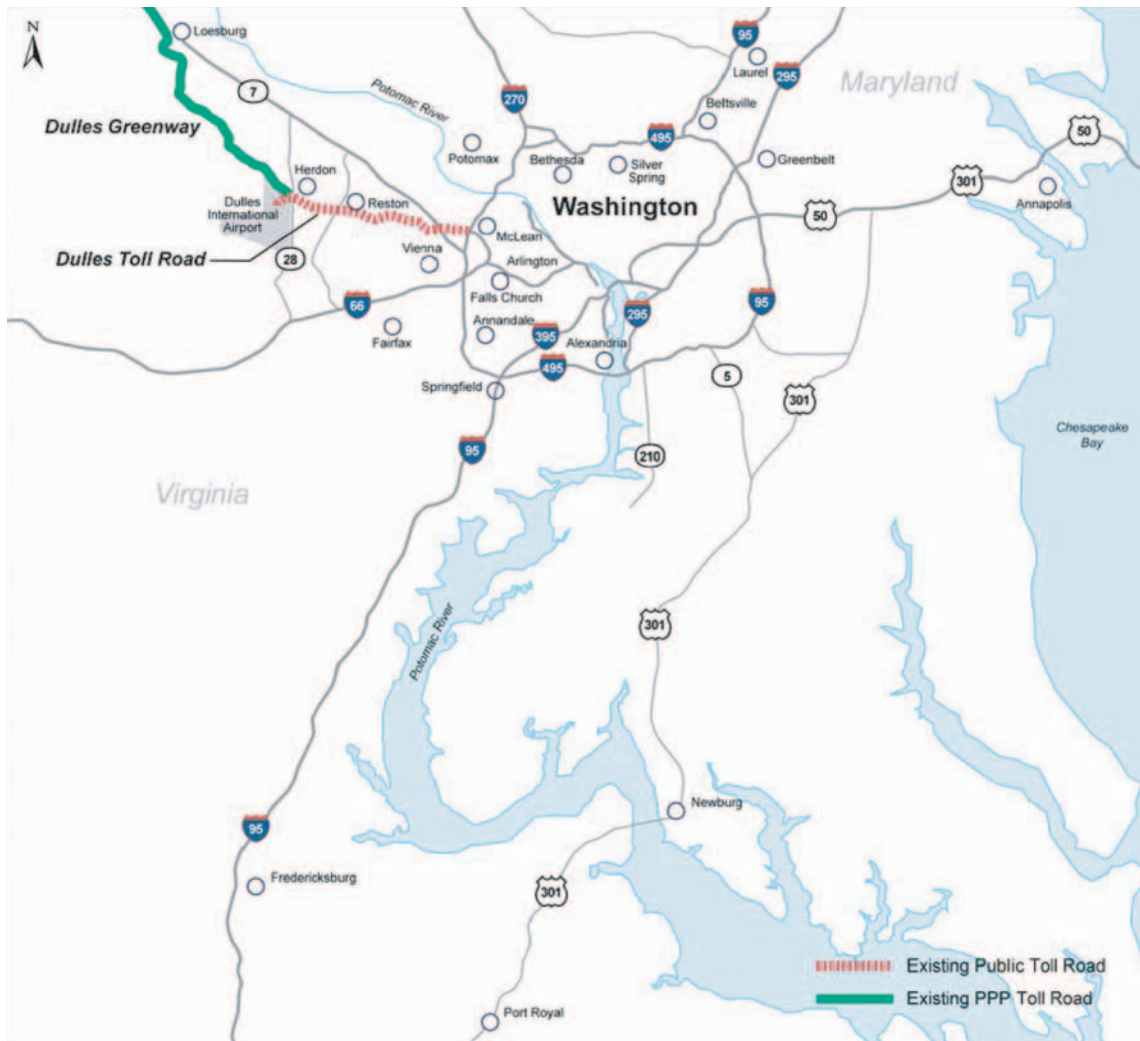 N
Loesburg
95
Laurel
295
Maryland
7
Potomac River
270
Beltsville
Dulles Greenway
495
50
Potomax
Bethesda
Silver
Spring
Greenbelt
Herdon
301
Dulles
International
Airport
Reston
Washington
50
Annapolis
McLean
Vienna
Dulles Toll Road
28
Arlington
Falls Church
66
295
95
Fairfax
Annandale
395
Alexandria
495
5
Springfield
301
Chesapeake
Bay
95
210
Virginia
Potomac River
301
Newburg
95
Fredericksburg
301
Existing Public Toll Road
Existing PPP Toll Road
Port Royal